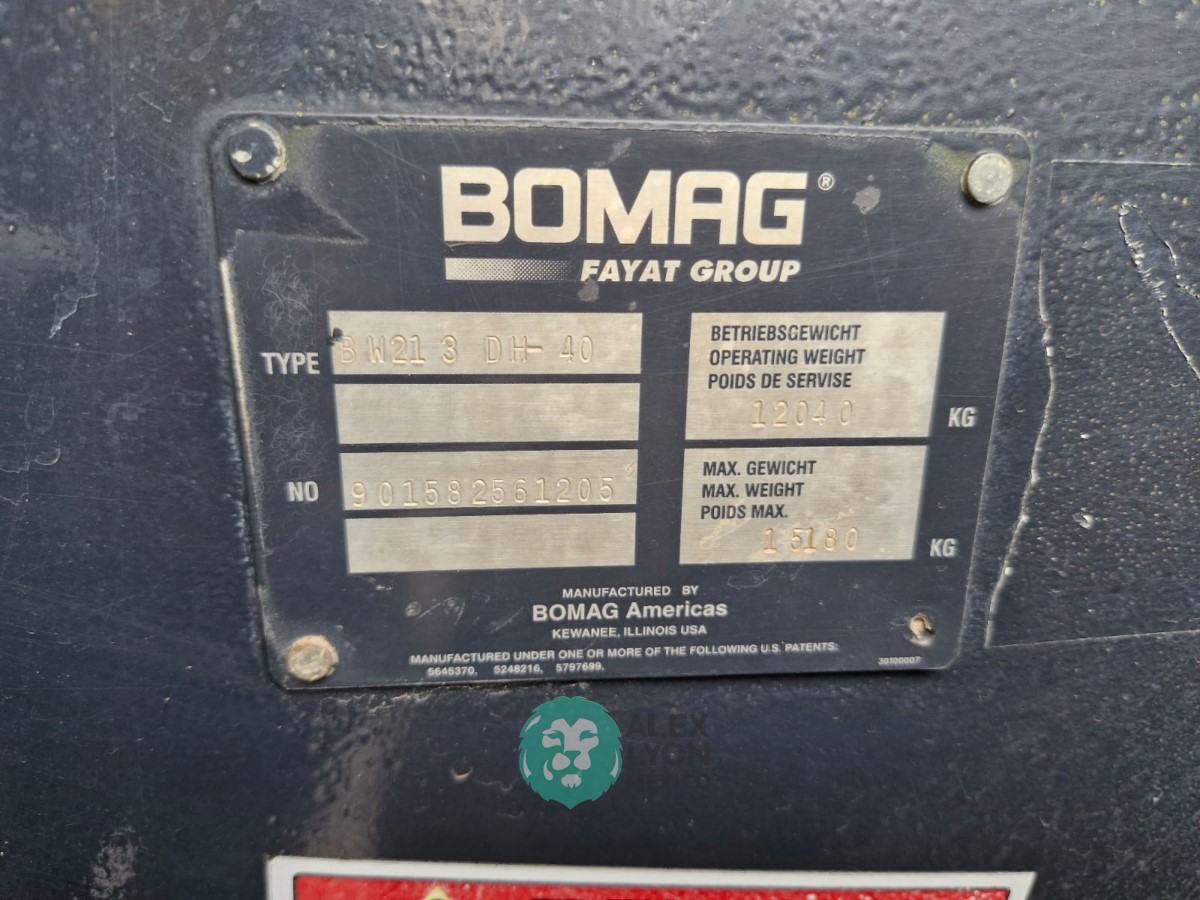 BOMAG®
FAYAT GROUP
TYPE BW213 DH-40
NO 901582561205
BETRIEBSGEWICHT
OPERATING WEIGHT
POIDS DE SERVISE
12040 KG
MAX. GEWICHT
MAX. WEIGHT
POIDS MAX.
15180 KG
MANUFACTURED BY
BOMAG Americas
KEWANEE, ILLINOIS USA
MANUFACTURED UNDER ONE OR MORE OF THE FOLLOWING U.S. PATENTS:
5645370, 5248216, 5797699,
30100007
ALEX
LYON